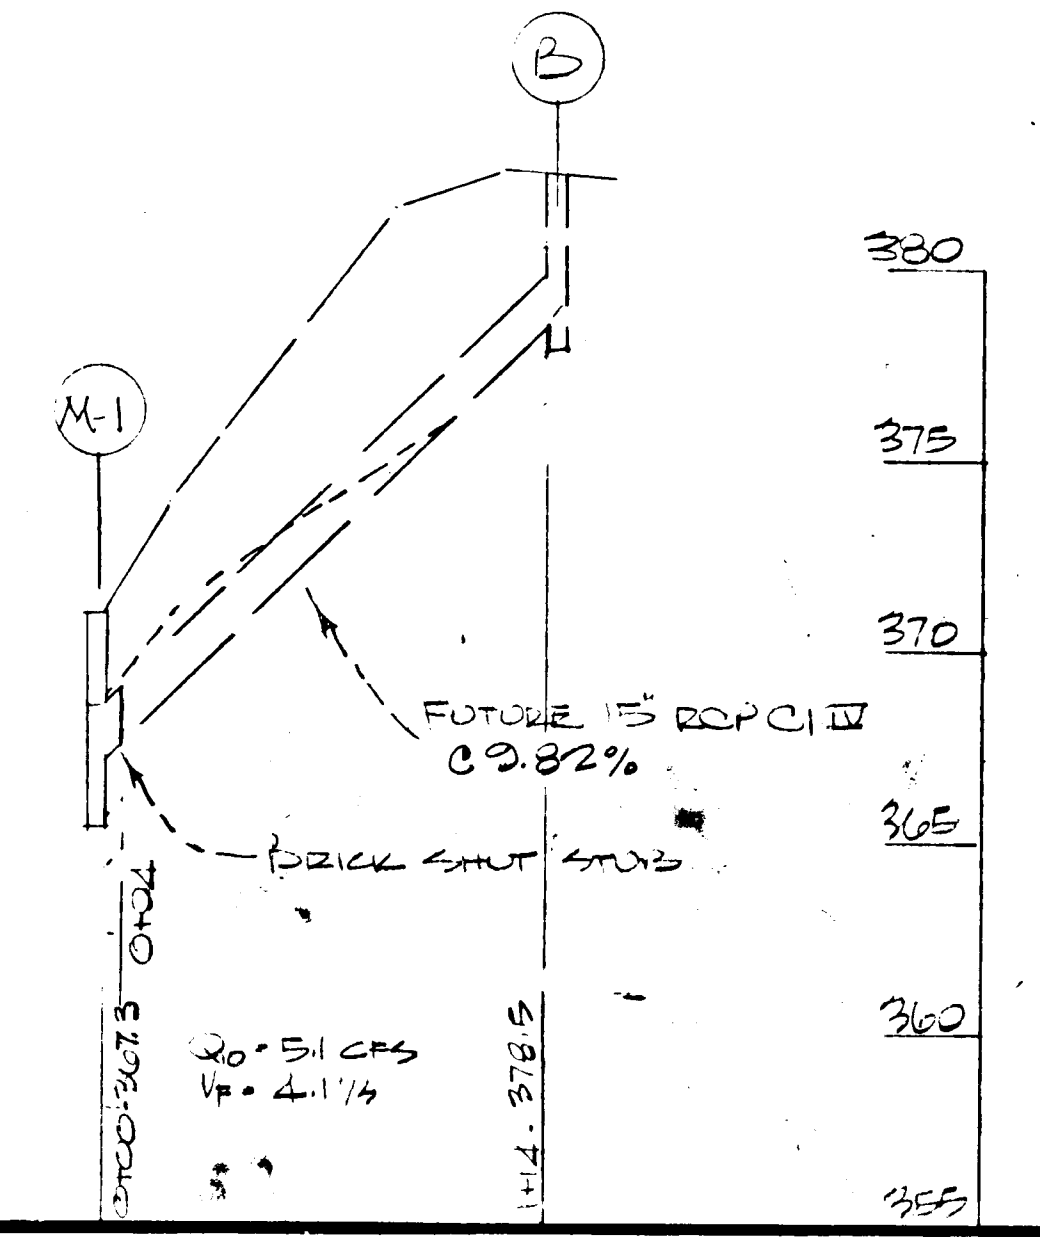 B
380
M-1
375
370
FUTURE 15" RCP Cl IV
@ 9.82%
365
BRICK SHUT STUB
0+04
0+00 - 367.3
Q10 = 5.1 CFS
VF = 4.1 '/s
1+14 - 378.5
360
355